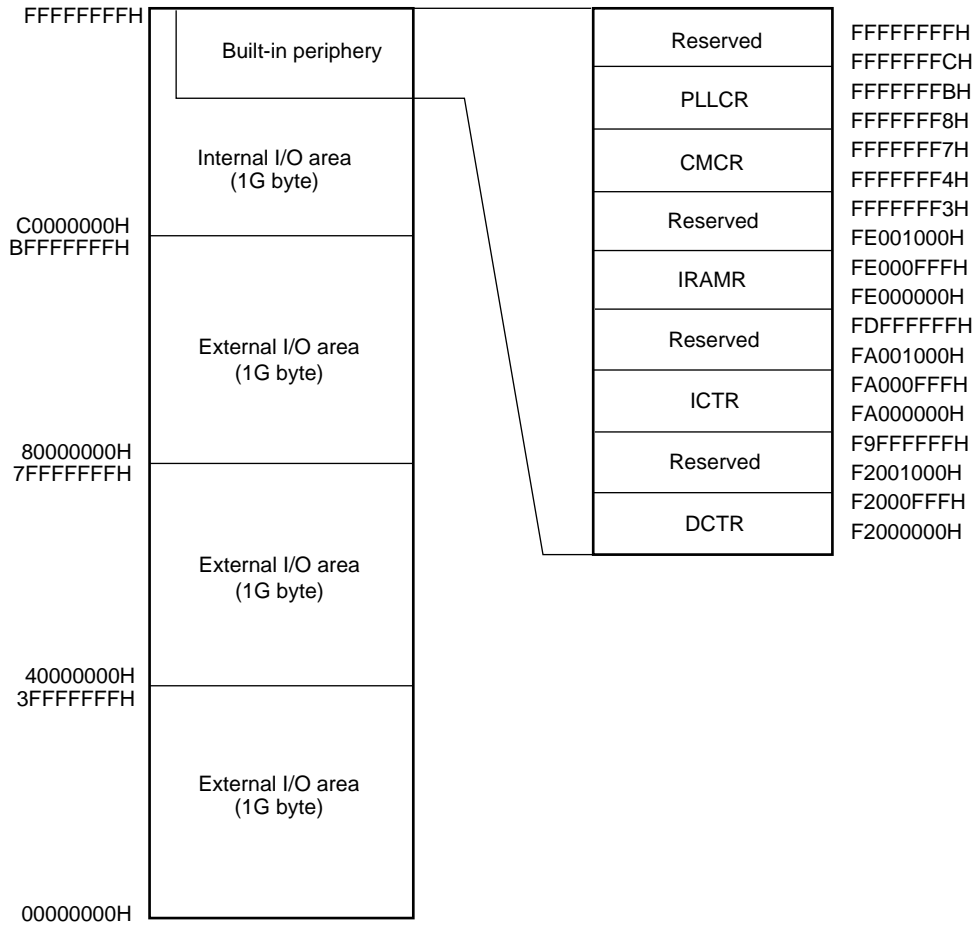 FFFFFFFFH
Built-in periphery
Internal I/O area
(1G byte)
C0000000H
BFFFFFFFH
External I/O area
(1G byte)
80000000H
7FFFFFFFH
External I/O area
(1G byte)
40000000H
3FFFFFFFH
External I/O area
(1G byte)
00000000H
Reserved
FFFFFFFFH
FFFFFFFCH
PLLCR
FFFFFFFBH
FFFFFFF8H
CMCR
FFFFFFF7H
FFFFFFF4H
Reserved
FFFFFFF3H
FE001000H
IRAMR
FE000FFFH
FE000000H
Reserved
FDFFFFFFH
FA001000H
ICTR
FA000FFFH
FA000000H
Reserved
F9FFFFFFH
F2001000H
DCTR
F2000FFFH
F2000000H